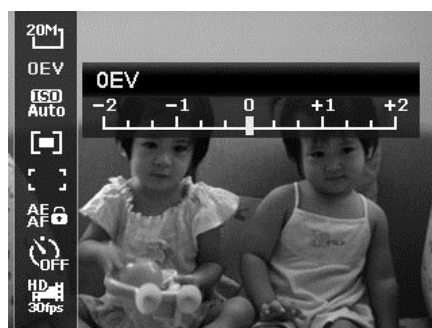 20M
0EV
ISO
Auto
AE
AF
OFF
HD
30fps
0EV
-2 -1 0 +1 +2